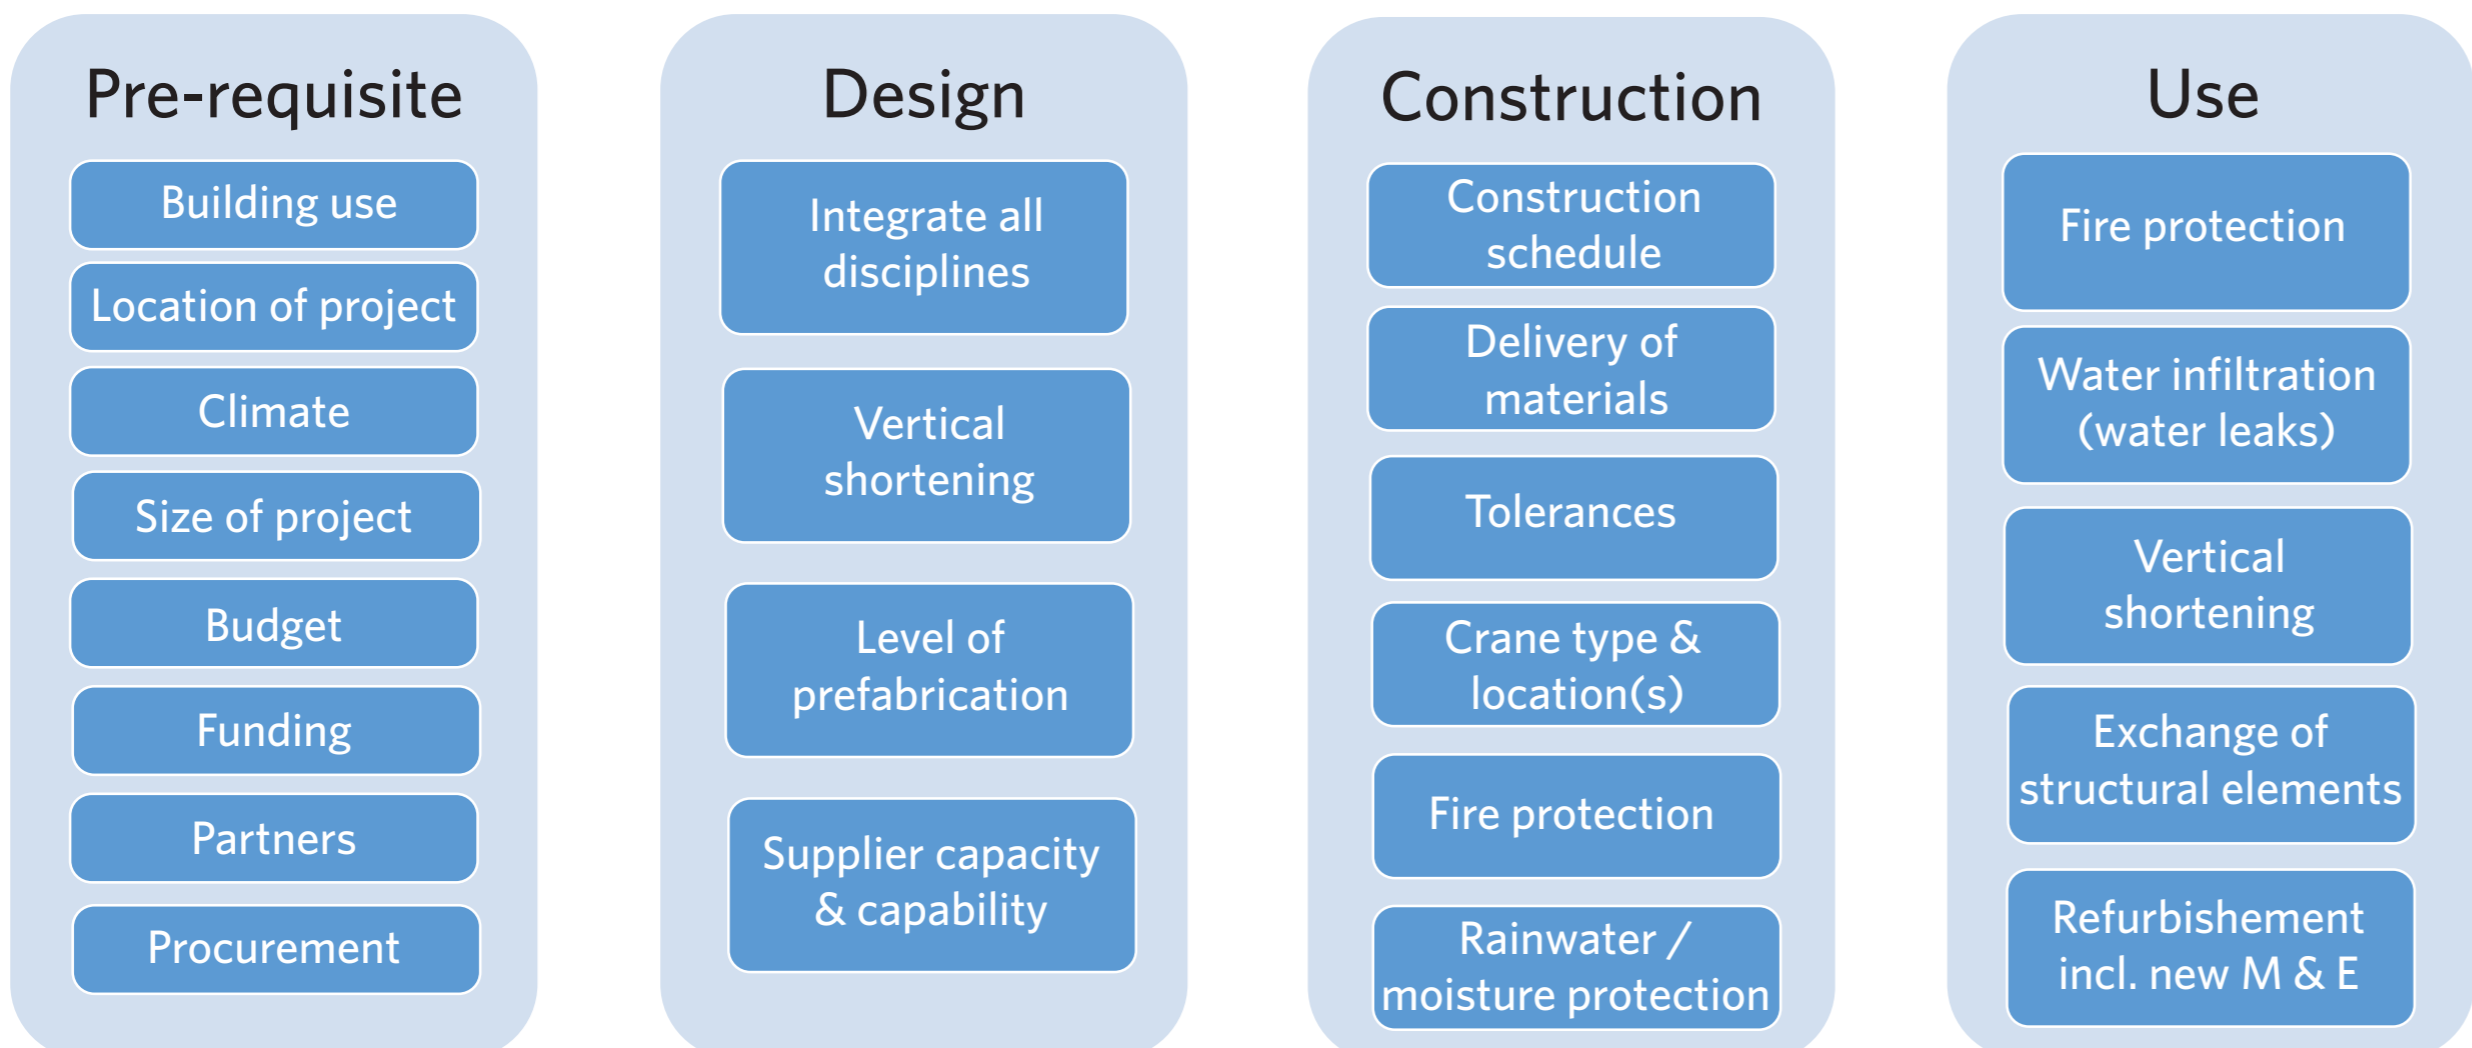 Pre-requisite
Building use
Location of project
Climate
Size of project
Budget
Funding
Partners
Procurement
Design
Integrate all
disciplines
Vertical
shortening
Level of
prefabrication
Supplier capacity
& capability
Construction
Construction
schedule
Delivery of
materials
Tolerances
Crane type &
location(s)
Fire protection
Rainwater /
moisture protection
Use
Fire protection
Water infiltration
(water leaks)
Vertical
shortening
Exchange of
structural elements
Refurbishement
incl. new M & E